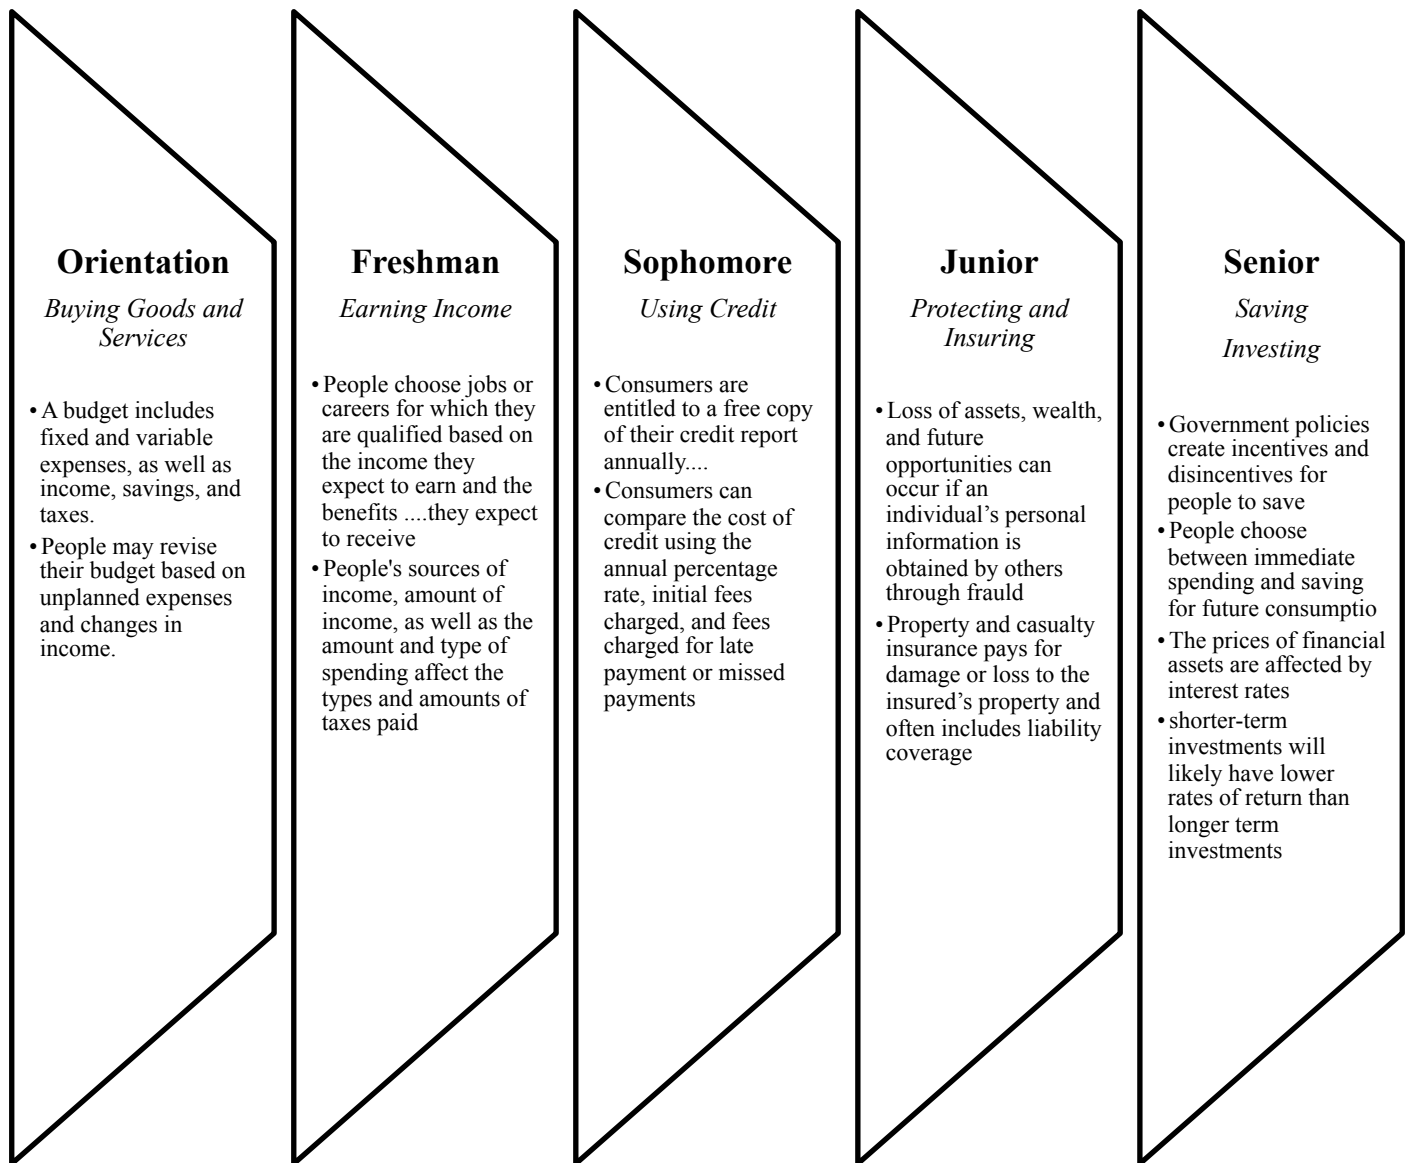 Orientation
Buying Goods and
Services
• A budget includes
fixed and variable
expenses, as well as
income, savings, and
taxes.
• People may revise
their budget based on
unplanned expenses
and changes in
income.
Freshman
Earning Income
• People choose jobs or
careers for which they
are qualified based on
the income they
expect to earn and the
benefits ....they expect
to receive
• People's sources of
income, amount of
income, as well as the
amount and type of
spending affect the
types and amounts of
taxes paid
Sophomore
Using Credit
• Consumers are
entitled to a free copy
of their credit report
annually....
• Consumers can
compare the cost of
credit using the
annual percentage
rate, initial fees
charged, and fees
charged for late
payment or missed
payments
Junior
Protecting and
Insuring
• Loss of assets, wealth,
and future
opportunities can
occur if an
individual’s personal
information is
obtained by others
through frauld
• Property and casualty
insurance pays for
damage or loss to the
insured’s property and
often includes liability
coverage
Senior
Saving
Investing
• Government policies
create incentives and
disincentives for
people to save
• People choose
between immediate
spending and saving
for future consumptio
• The prices of financial
assets are affected by
interest rates
• shorter-term
investments will
likely have lower
rates of return than
longer term
investments